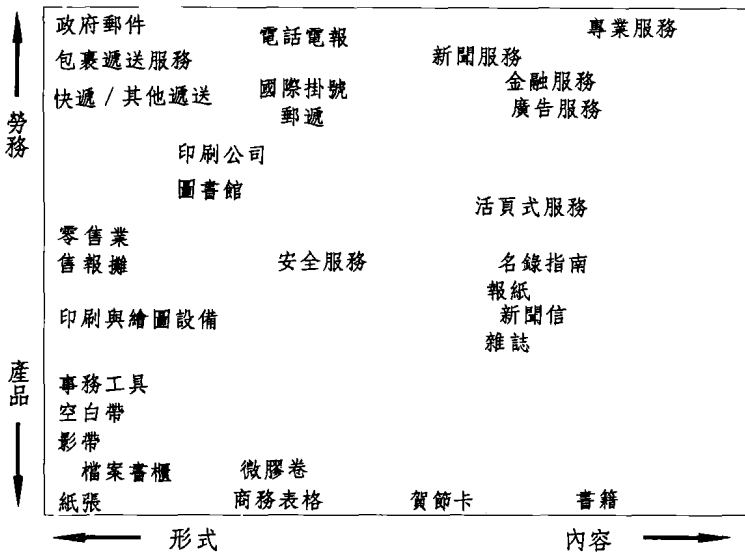 政府郵件
電話電報
專業服務
包裹遞送服務
新聞服務
快遞/其他遞送
國際掛號
郵遞
金融服務
廣告服務
勞務
印刷公司
圖書館
活頁式服務
零售業
售報攤
安全服務
名錄指南
報紙
印刷與繪圖設備
新聞信
雜誌
產品
事務工具
空白帶
影帶
檔案書櫃
微膠卷
紙張
商務表格
賀節卡
書籍
形式
內容